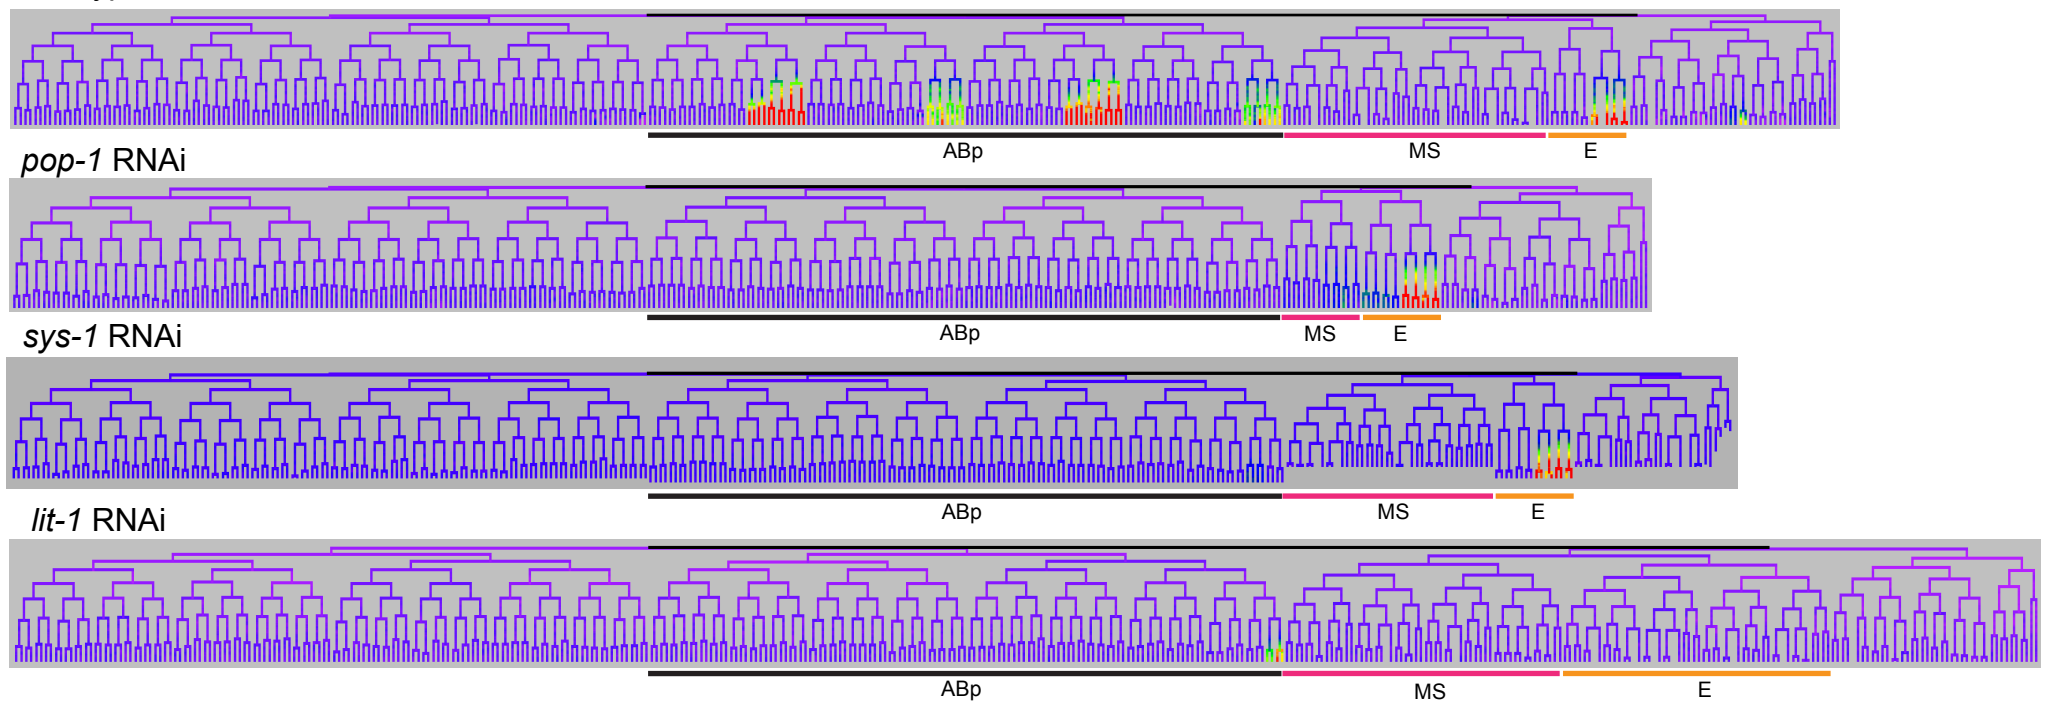 ABp MS E
pop-1 RNAi
ABp MS E
sys-1 RNAi
ABp MS E
lit-1 RNAi
ABp MS E